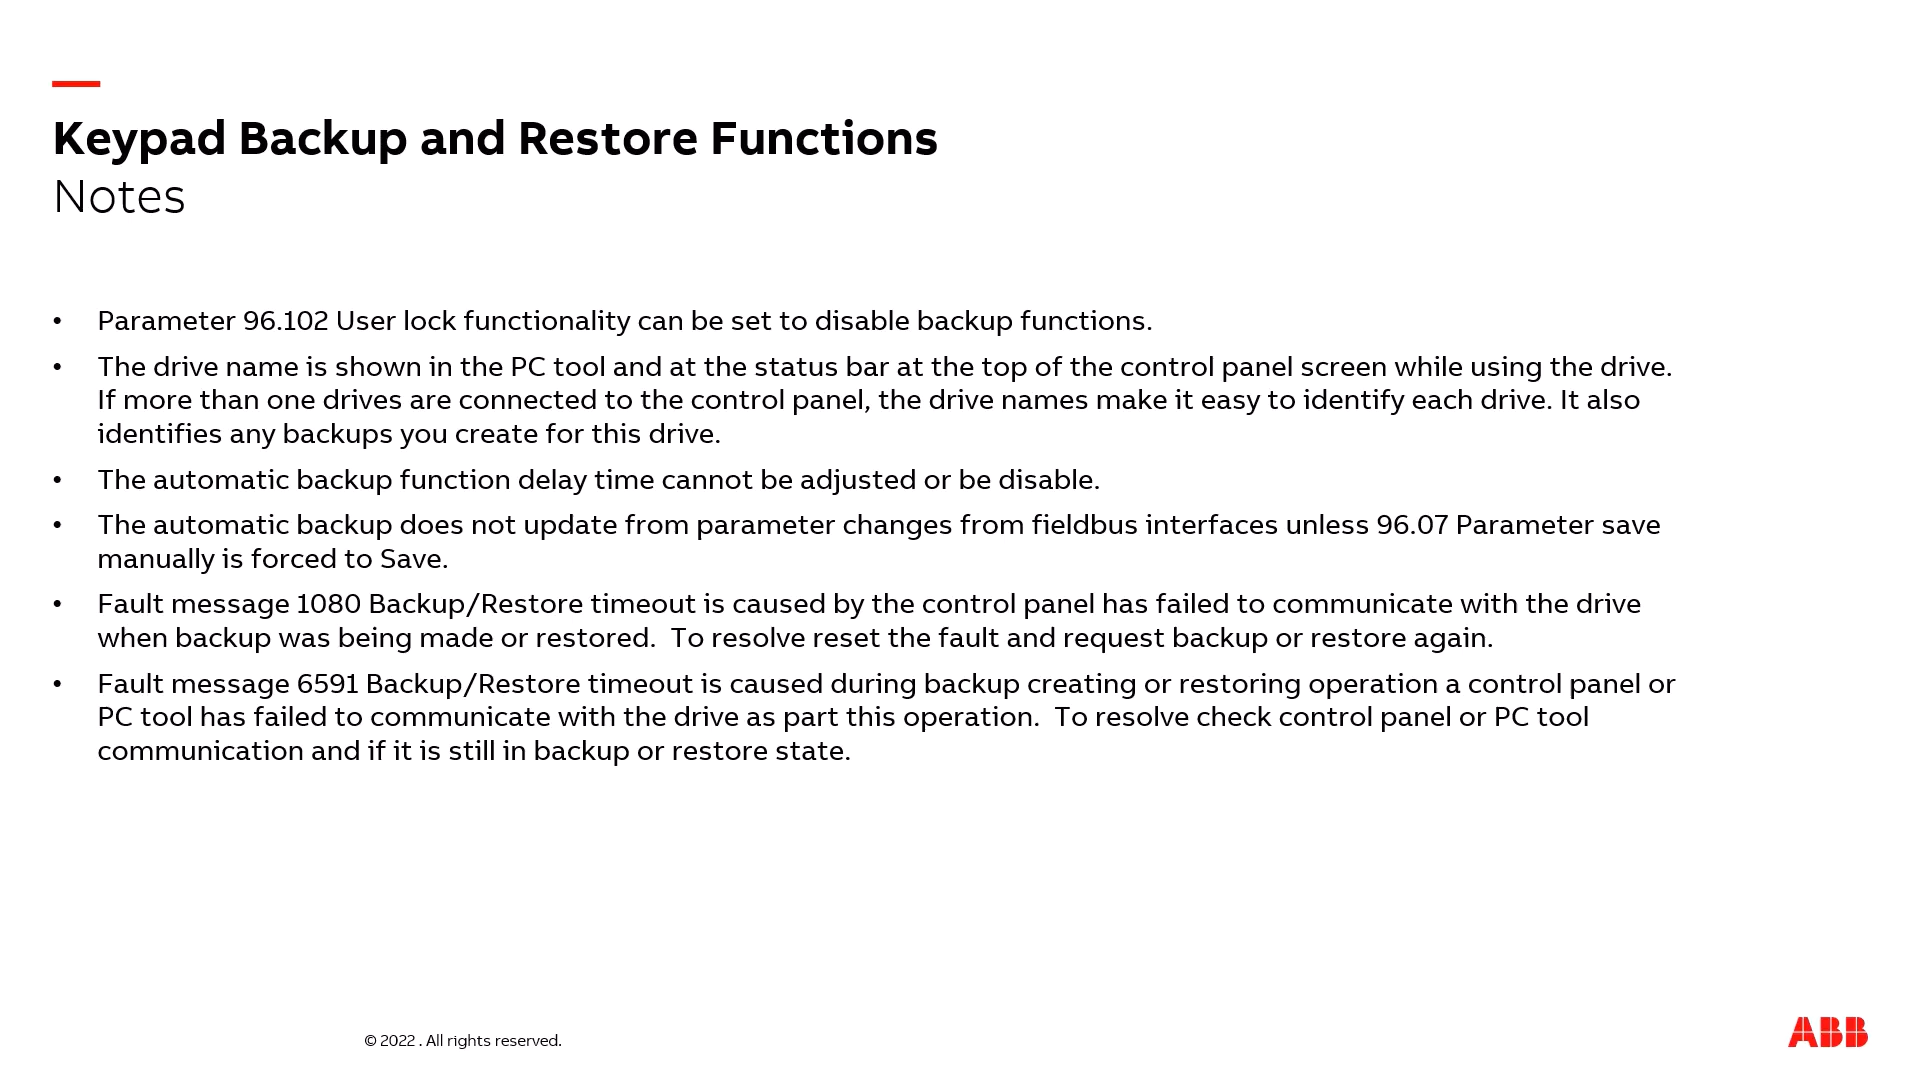 Keypad Backup and Restore Functions
Notes
• Parameter 96.102 User lock functionality can be set to disable backup functions.
• The drive name is shown in the PC tool and at the status bar at the top of the control panel screen while using the drive.
If more than one drives are connected to the control panel, the drive names make it easy to identify each drive. It also
identifies any backups you create for this drive.
• The automatic backup function delay time cannot be adjusted or be disable.
• The automatic backup does not update from parameter changes from fieldbus interfaces unless 96.07 Parameter save
manually is forced to Save.
• Fault message 1080 Backup/Restore timeout is caused by the control panel has failed to communicate with the drive
when backup was being made or restored.  To resolve reset the fault and request backup or restore again.
• Fault message 6591 Backup/Restore timeout is caused during backup creating or restoring operation a control panel or
PC tool has failed to communicate with the drive as part this operation.  To resolve check control panel or PC tool
communication and if it is still in backup or restore state.
© 2022 . All rights reserved.
ABB